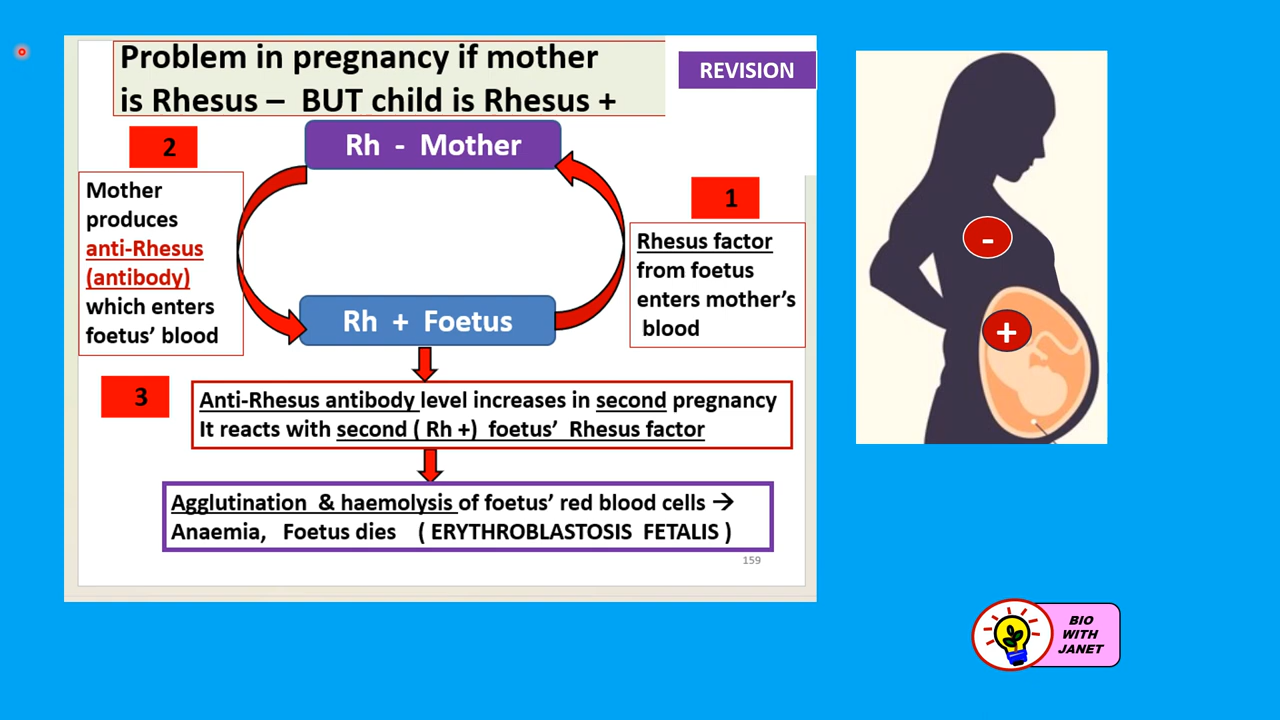 Problem in pregnancy if mother
is Rhesus – BUT child is Rhesus +
REVISION
Rh - Mother
1
Rhesus factor
from foetus
enters mother's
blood
2
Mother
produces
anti-Rhesus
(antibody)
which enters
foetus' blood
Rh + Foetus
3
Anti-Rhesus antibody level increases in second pregnancy
It reacts with second ( Rh +) foetus' Rhesus factor
Agglutination & haemolysis of foetus' red blood cells →
Anaemia, Foetus dies ( ERYTHROBLASTOSIS FETALIS )
159
-
+
BIO
WITH
JANET